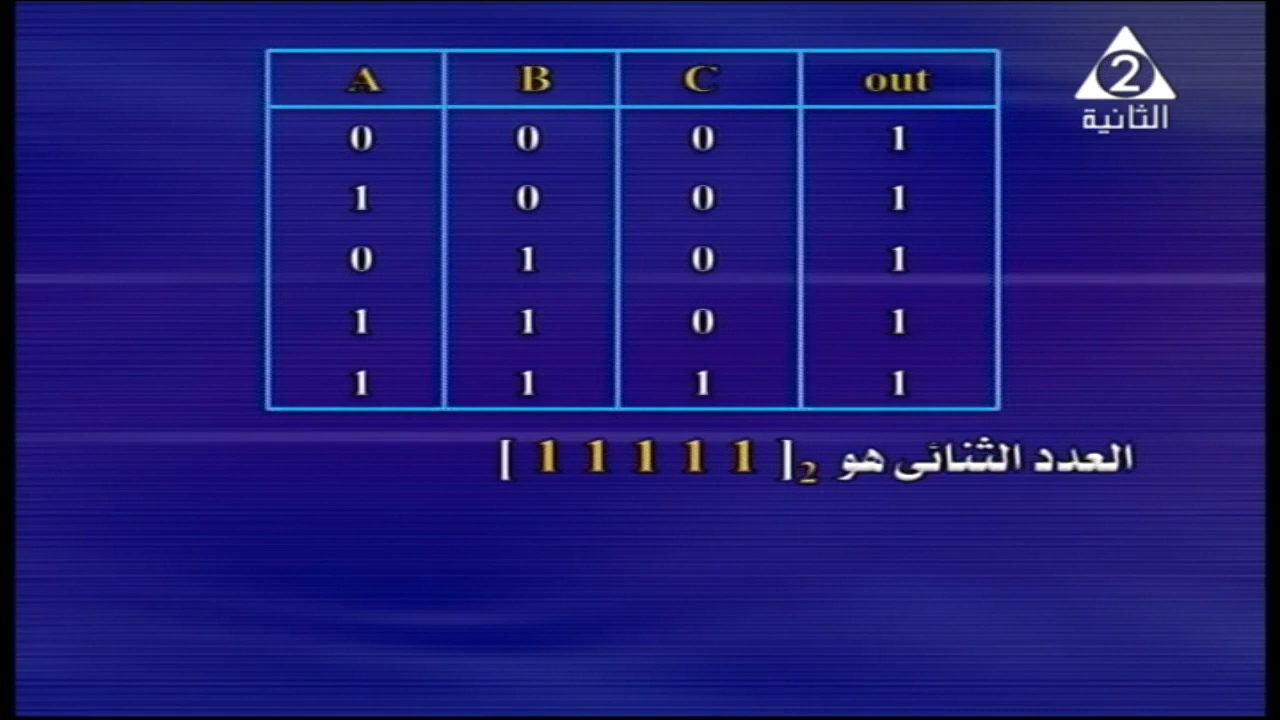 2
الثانية
A B C out
0 0 0 1
1 0 0 1
0 1 0 1
1 1 0 1
1 1 1 1
العدد الثنائى هو [ 1 1 1 1 1 ]2